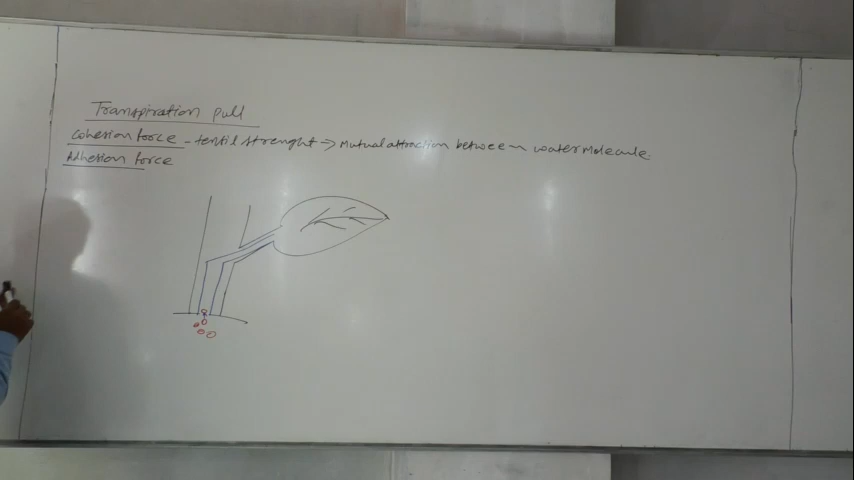 Transpiration pull
Cohesion force - tentil strenght → Mutual attraction between water Molecule.
Adhesion force